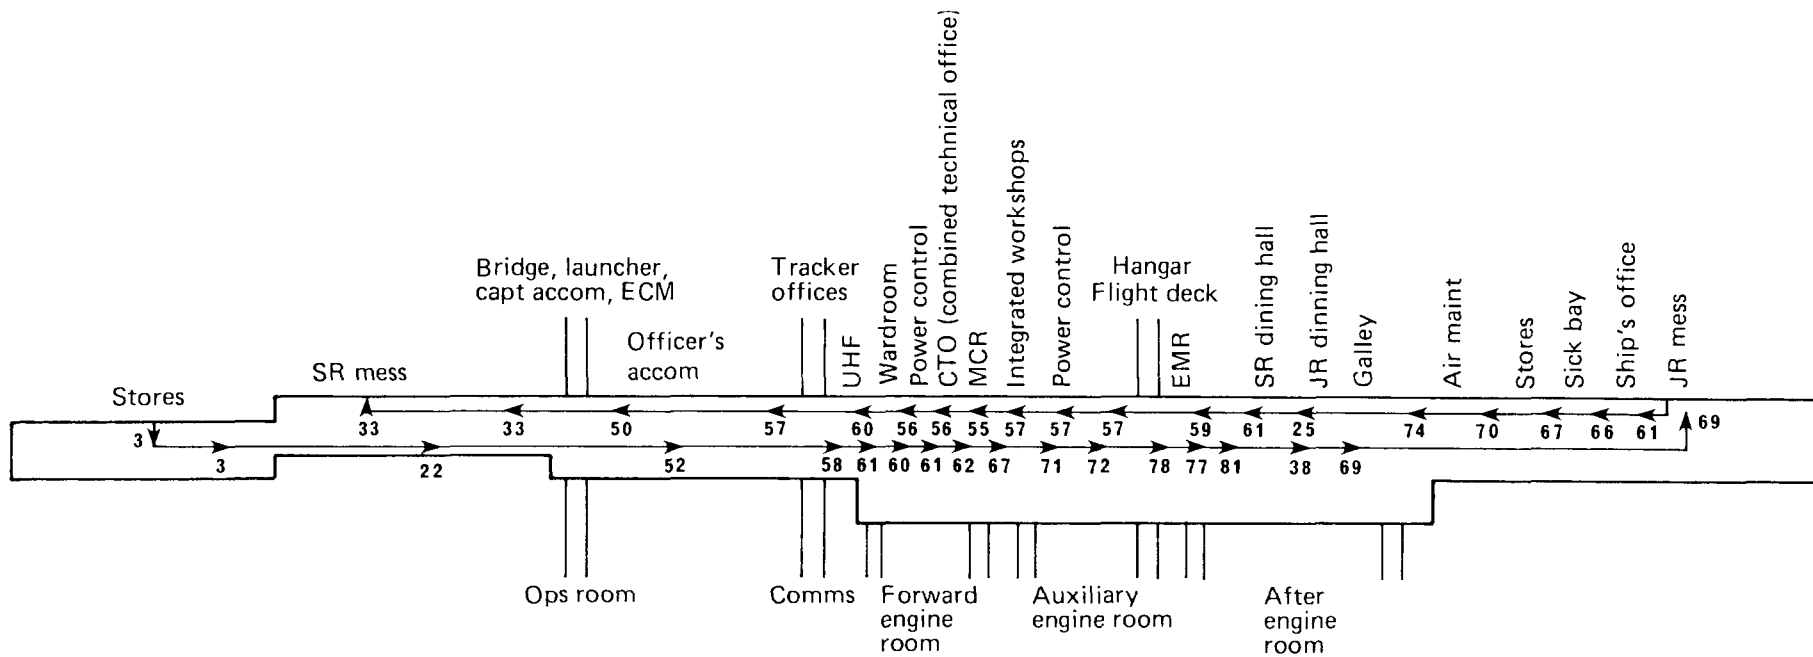 CTO (combined technical office)
Integrated workshops
Bridge, launcher,
capt accom, ECM
Tracker
offices
Wardroom
Power control
Power control
Hangar
Flight deck
SR dining hall
JR dinning hall
Officer's
accom
UHF
MCR
EMR
Galley
Air maint
Stores
Sick bay
Ship's office
JR mess
SR mess
Stores
33 33 50 57 60 56 56 55 57 57 57 59 61 25 74 70 67 66 61 69
3
3 22 52 58 61 60 61 62 67 71 72 78 77 81 38 69
Ops room
Comms
Forward
engine
room
Auxiliary
engine room
After
engine
room